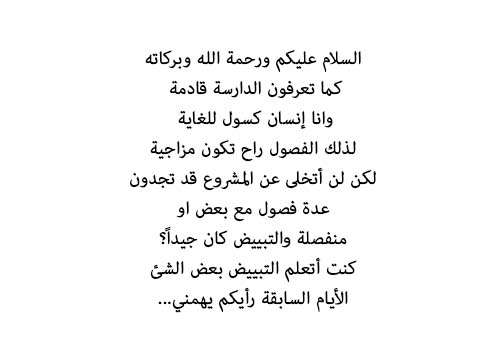 السلام عليكم ورحمة الله وبركاته
كما تعرفون الدارسة قادمة
وانا إنسان كسول للغاية
لذلك الفصول راح تكون مزاجية
لكن لن أتخلى عن المشروع قد تجدون
عدة فصول مع بعض او
منفصلة والتبييض كان جيداً؟
كنت أتعلم التبييض بعض الشئ
الأيام السابقة رأيكم يهمني...